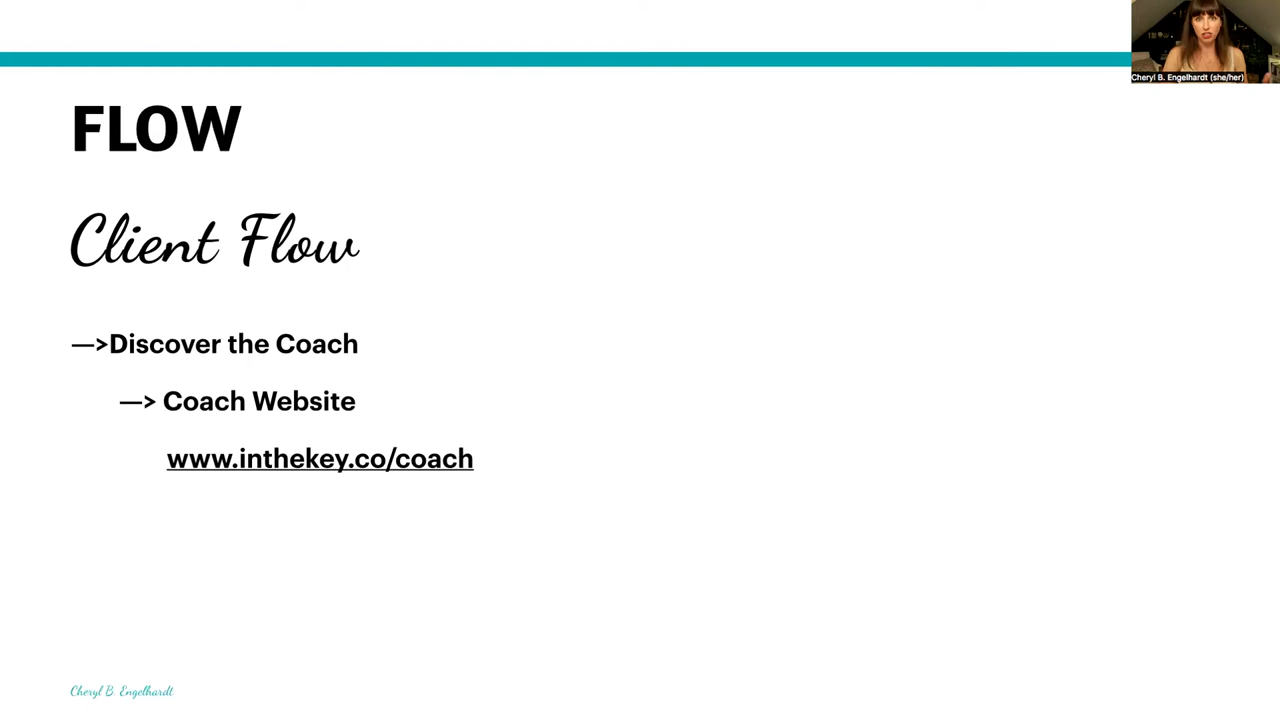 Cheryl B. Engelhardt (she/her)
FLOW
Client Flow
—>Discover the Coach
—> Coach Website
www.inthekey.co/coach
Cheryl B. Engelhardt